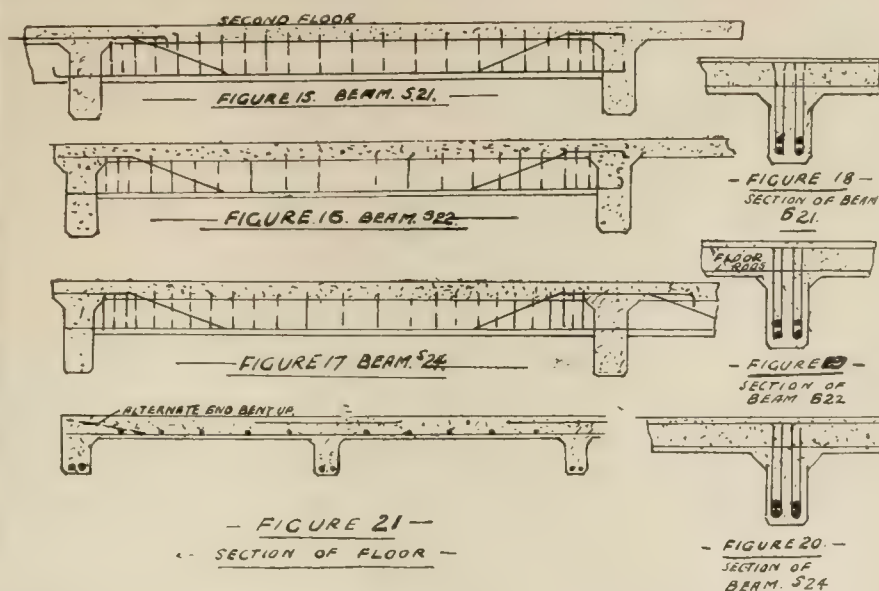 SECOND FLOOR
FIGURE 15. BEAM. S.21.
FIGURE 16. BEAM. S22
FIGURE 17 BEAM. S24
ALTERNATE END BENT UP.
- FIGURE 21 -
SECTION OF FLOOR -
- FIGURE 18 -
SECTION OF BEAM
S21.
FLOOR
RODS
- FIGURE -
SECTION OF
BEAM S22
- FIGURE 20. -
SECTION OF
BEAM. S24